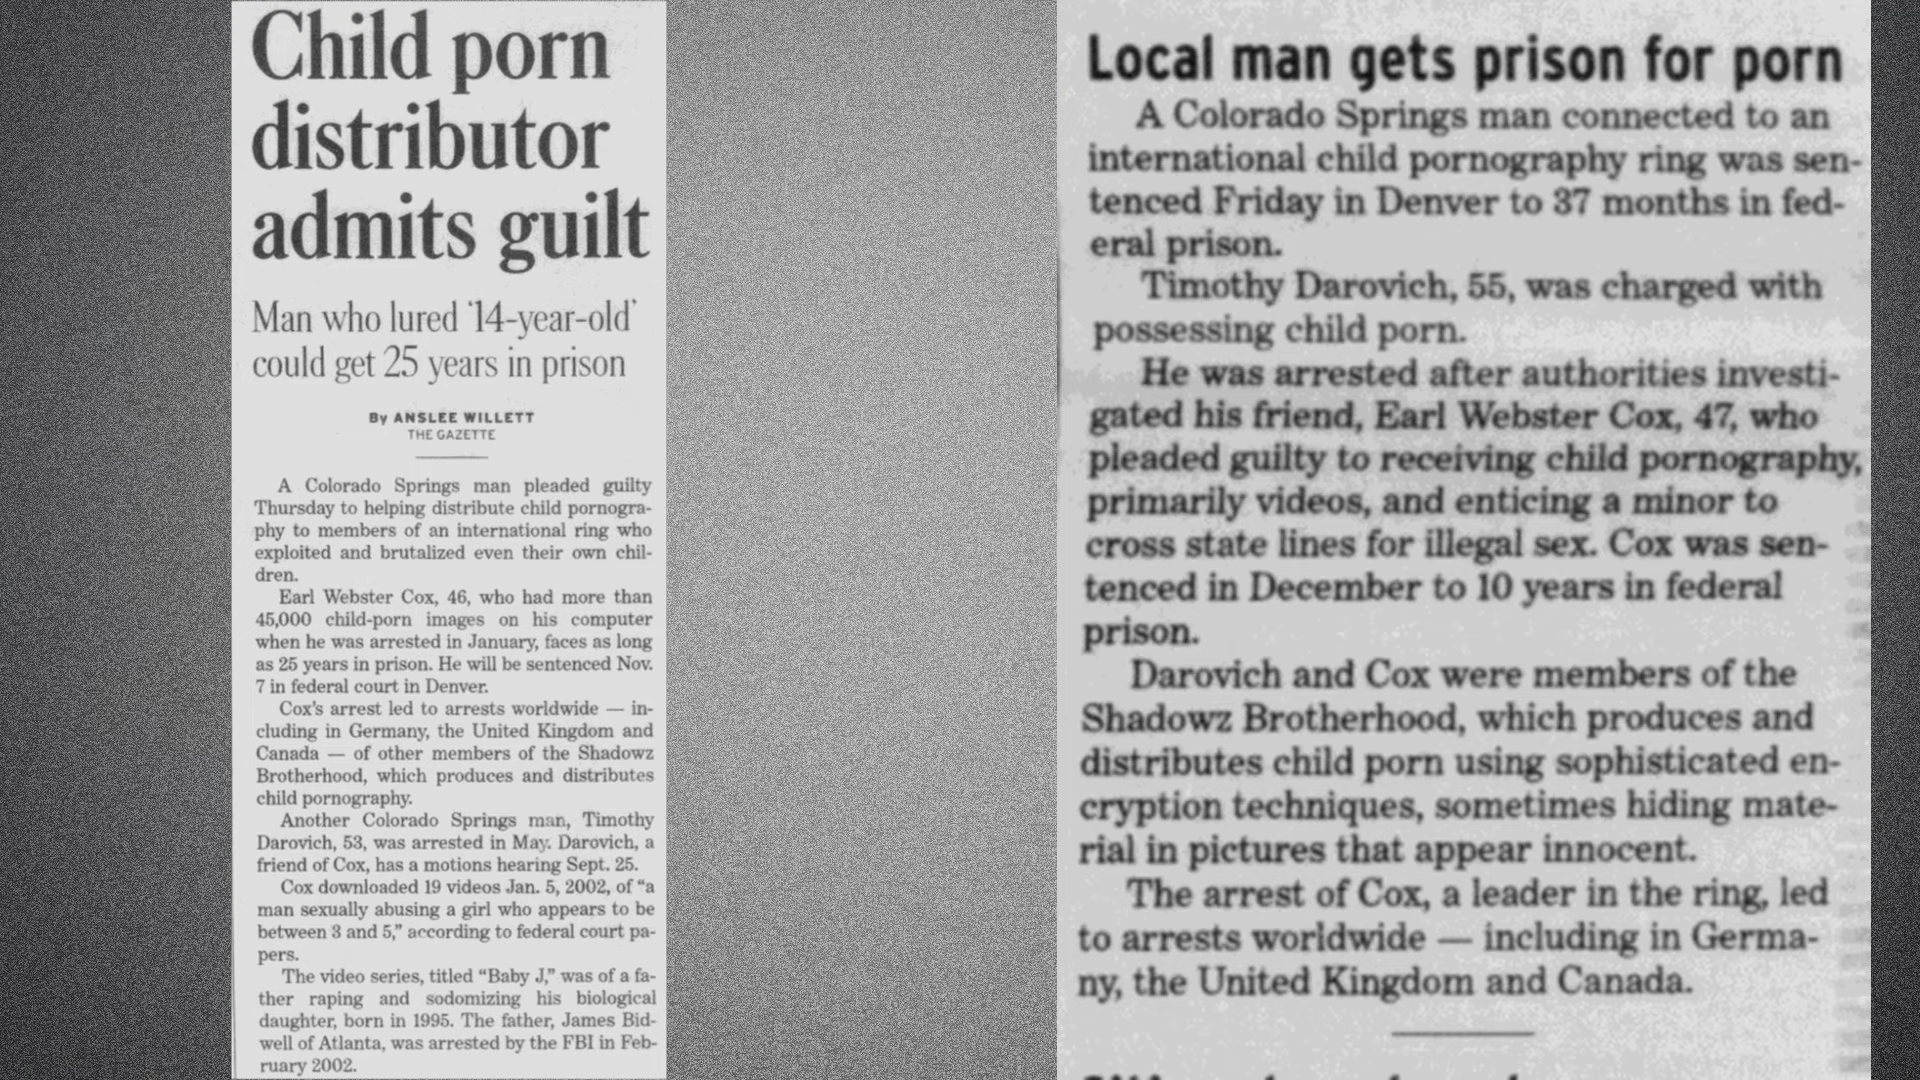 Child porn
distributor
admits guilt
Man who lured '14-year-old'
could get 25 years in prison
By ANSLEE WILLETT
THE GAZETTE
A Colorado Springs man pleaded guilty
Thursday to helping distribute child pornogra-
phy to members of an international ring who
exploited and brutalized even their own chil-
dren.
Earl Webster Cox, 46, who had more than
45,000 child-porn images on his computer
when he was arrested in January, faces as long
as 25 years in prison. He will be sentenced Nov.
7 in federal court in Denver.
Cox's arrest led to arrests worldwide — in-
cluding in Germany, the United Kingdom and
Canada — of other members of the Shadowz
Brotherhood, which produces and distributes
child pornography.
Another Colorado Springs man, Timothy
Darovich, 53, was arrested in May. Darovich, a
friend of Cox, has a motions hearing Sept. 25.
Cox downloaded 19 videos Jan. 5, 2002, of "a
man sexually abusing a girl who appears to be
between 3 and 5," according to federal court pa-
pers.
The video series, titled "Baby J," was of a fa-
ther raping and sodomizing his biological
daughter, born in 1995. The father, James Bid-
well of Atlanta, was arrested by the FBI in Feb-
ruary 2002.
Local man gets prison for porn
A Colorado Springs man connected to an
international child pornography ring was sen-
tenced Friday in Denver to 37 months in fed-
eral prison.
Timothy Darovich, 55, was charged with
possessing child porn.
He was arrested after authorities investi-
gated his friend, Earl Webster Cox, 47, who
pleaded guilty to receiving child pornography,
primarily videos, and enticing a minor to
cross state lines for illegal sex. Cox was sen-
tenced in December to 10 years in federal
prison.
Darovich and Cox were members of the
Shadowz Brotherhood, which produces and
distributes child porn using sophisticated en-
cryption techniques, sometimes hiding mate-
rial in pictures that appear innocent.
The arrest of Cox, a leader in the ring, led
to arrests worldwide — including in Germa-
ny, the United Kingdom and Canada.